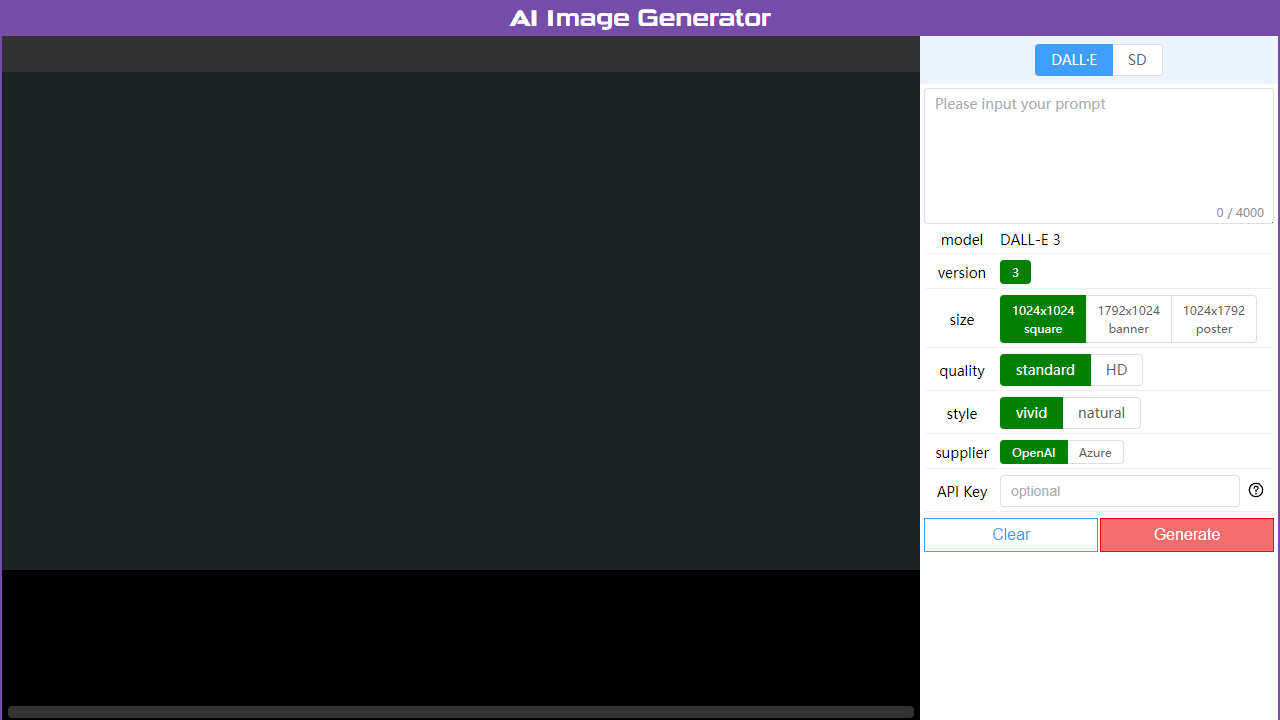 AI Image Generator
DALL·E SD
Please input your prompt
0 / 4000
model DALL-E 3
version 3
size 1024x1024 square 1792x1024 banner 1024x1792 poster
quality standard HD
style vivid natural
supplier OpenAI Azure
API Key optional
Clear Generate